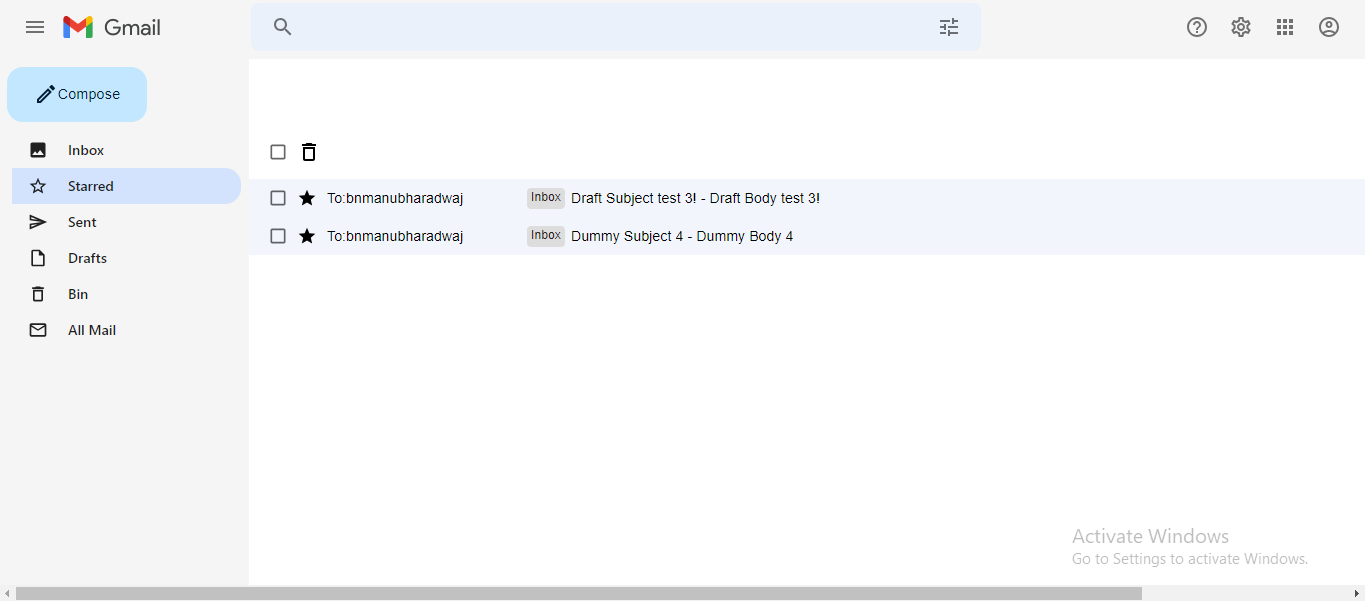 Gmail
Compose
Inbox
Starred
Sent
Drafts
Bin
All Mail
To:bnmanubharadwaj Inbox Draft Subject test 3! - Draft Body test 3!
To:bnmanubharadwaj Inbox Dummy Subject 4 - Dummy Body 4
Activate Windows
Go to Settings to activate Windows.